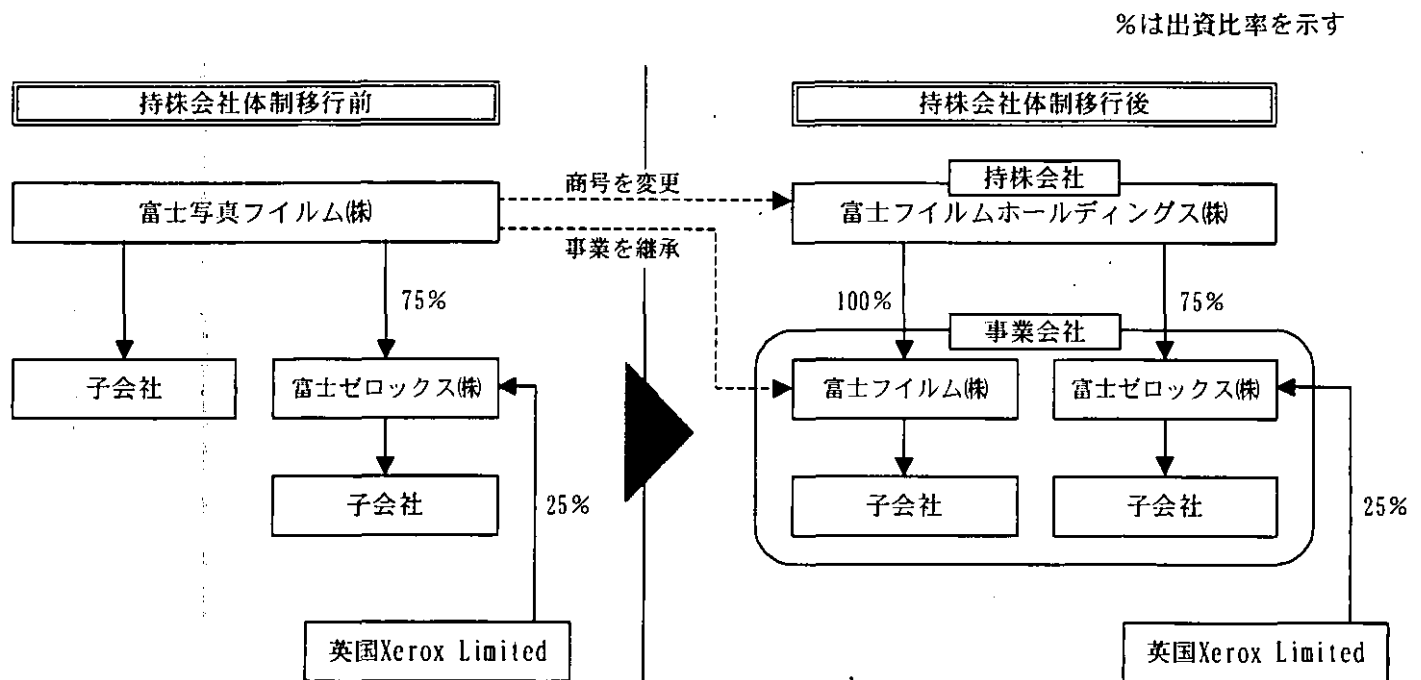 %は出資比率を示す
持株会社体制移行前
富士写真フイルム㈱
75%
子会社
富士ゼロックス㈱
子会社
25%
英国Xerox Limited
商号を変更
事業を継承
持株会社体制移行後
持株会社
富士フイルムホールディングス㈱
100%
75%
事業会社
富士フイルム㈱
富士ゼロックス㈱
子会社
子会社
25%
英国Xerox Limited